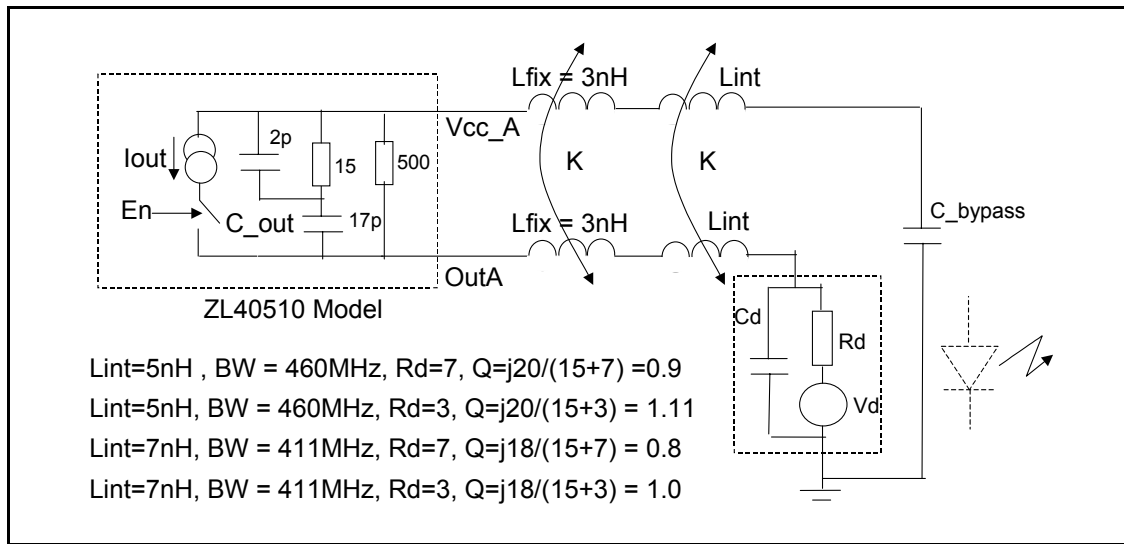 Lfix = 3nH
Lint
Vcc_A
2p
15
500
Iout
K
K
En
C_out
17p
Lfix = 3nH
Lint
C_bypass
OutA
ZL40510 Model
Cd
Rd
Vd
Lint=5nH , BW = 460MHz, Rd=7, Q=j20/(15+7) =0.9
Lint=5nH, BW = 460MHz, Rd=3, Q=j20/(15+3) = 1.11
Lint=7nH, BW = 411MHz, Rd=7, Q=j18/(15+7) = 0.8
Lint=7nH, BW = 411MHz, Rd=3, Q=j18/(15+3) = 1.0